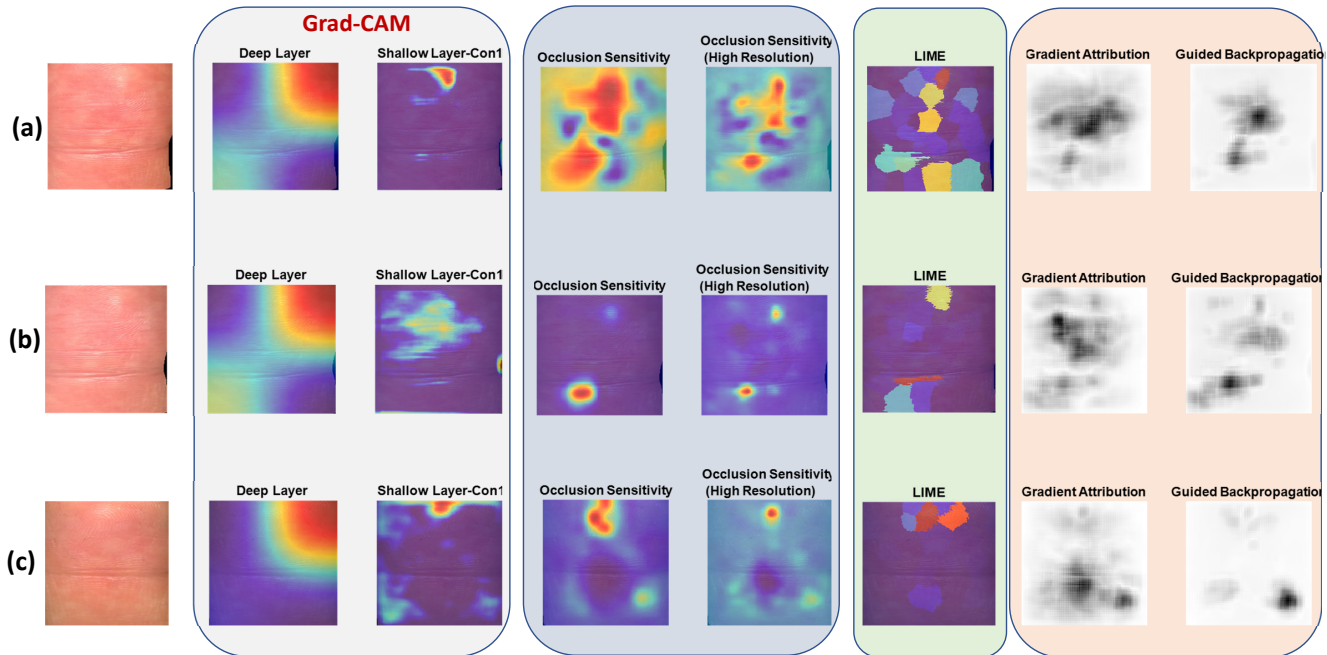 Grad-CAM
Deep Layer
Shallow Layer-Con1
Occlusion Sensitivity
Occlusion Sensitivity
(High Resolution)
LIME
Gradient Attribution
Guided Backpropagation
(a)
Deep Layer
Shallow Layer-Con1
Occlusion Sensitivity
Occlusion Sensitivity
(High Resolution)
LIME
Gradient Attribution
Guided Backpropagation
(b)
Deep Layer
Shallow Layer-Con1
Occlusion Sensitivity
Occlusion Sensitivity
(High Resolution)
LIME
Gradient Attribution
Guided Backpropagation
(c)